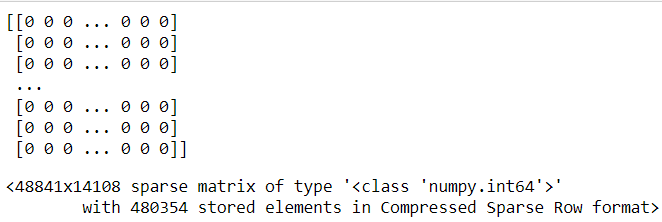 [[0 0 0 ... 0 0 0]
 [0 0 0 ... 0 0 0]
 [0 0 0 ... 0 0 0]
 ...
 [0 0 0 ... 0 0 0]
 [0 0 0 ... 0 0 0]
 [0 0 0 ... 0 0 0]]
<48841x14108 sparse matrix of type '<class 'numpy.int64'>'
        with 480354 stored elements in Compressed Sparse Row format>